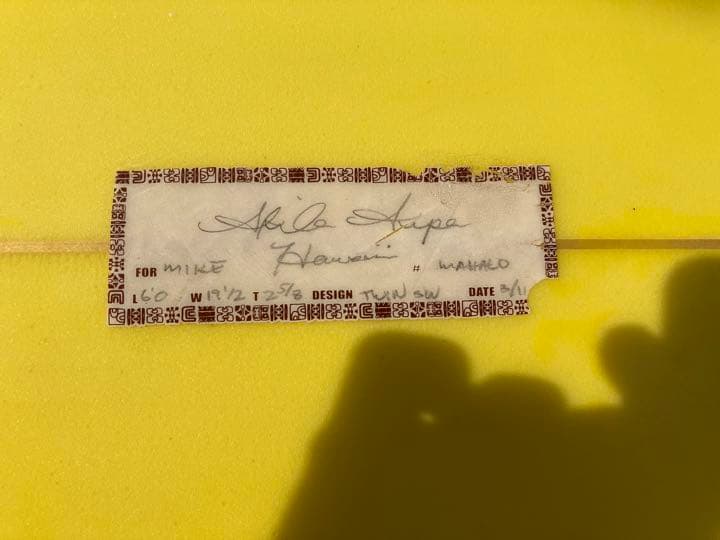 Akila Aipa
Hawaii
FOR MIKE # MAHALO
L 6'0 W 19 1/2 T 2 5/8 DESIGN TWIN SW DATE 3/11